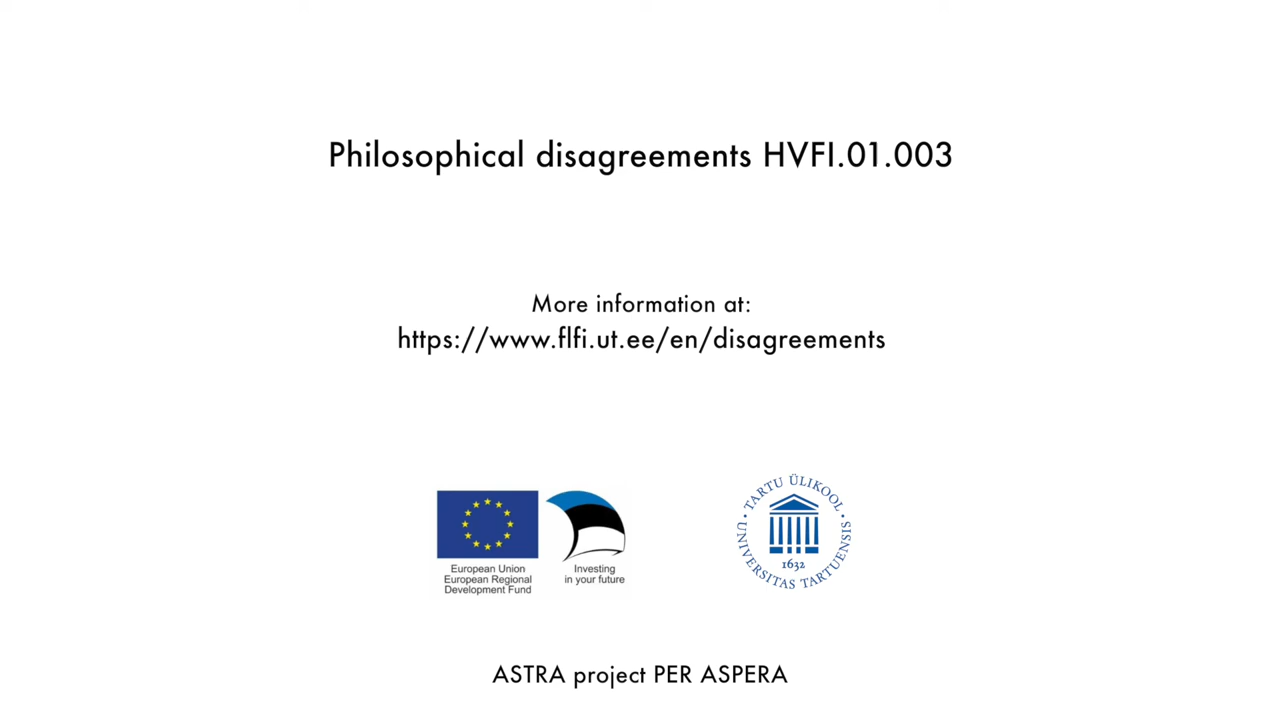 Philosophical disagreements HVFI.01.003
More information at:
https://www.flfi.ut.ee/en/disagreements
European Union
European Regional
Development Fund
Investing
in your future
TARTU ÜLIKOOL
UNIVERSITAS TARTUENSIS
1632
ASTRA project PER ASPERA